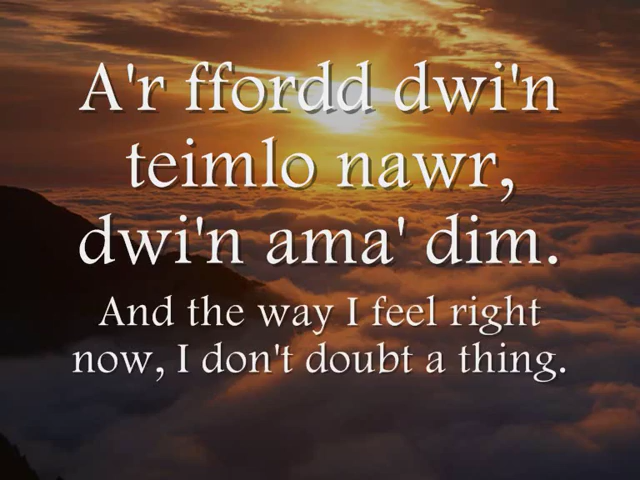 A'r ffordd dwi'n
teimlo nawr,
dwi'n ama' dim.
And the way I feel right
now, I don't doubt a thing.